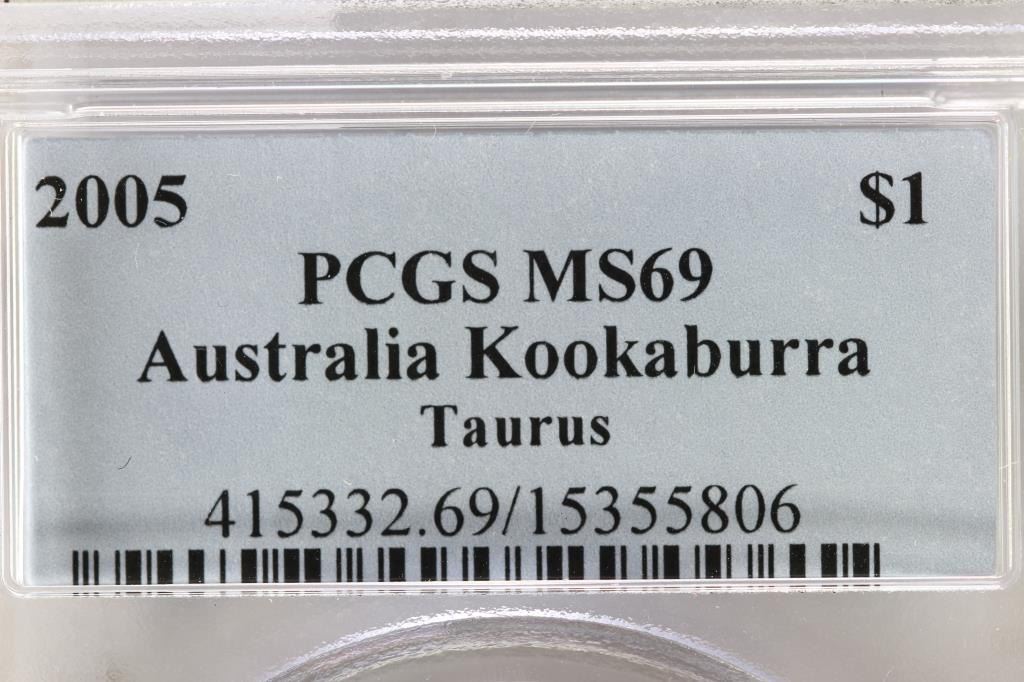 2005 $1
PCGS MS69
Australia Kookaburra
Taurus
415332.69/15355806